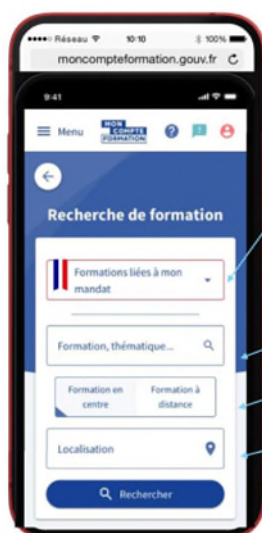 Réseau 10:10 100%
moncompteformation.gouv.fr
9:41
Menu
MON
COMPTE
FORMATION
?
Recherche de formation
Formations liées à mon
mandat
Formation, thématique...
Formation en
centre
Formation à
distance
Localisation
Rechercher